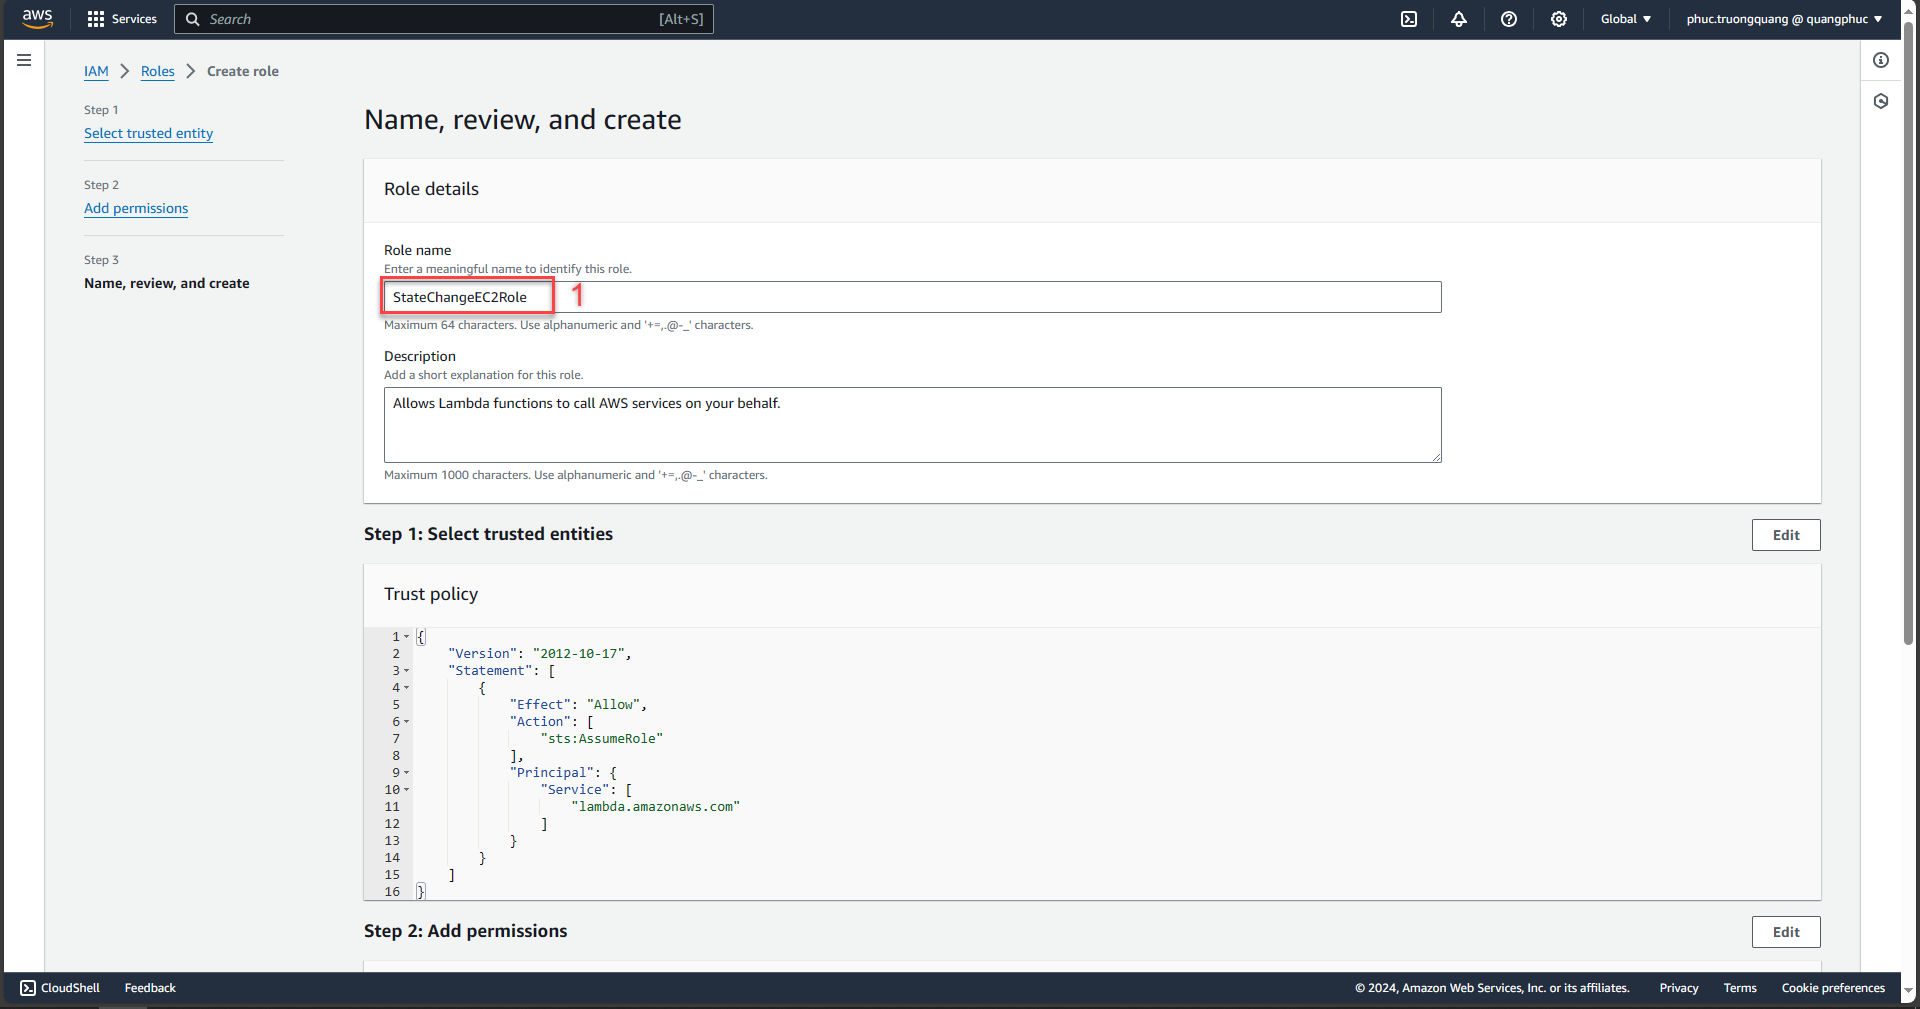 aws
Services
Search
[Alt+S]
Global
phuc.truongquang @ quangphuc
IAM
Roles
Create role
Step 1
Select trusted entity
Step 2
Add permissions
Step 3
Name, review, and create
Name, review, and create
Role details
Role name
Enter a meaningful name to identify this role.
StateChangeEC2Role
1
Maximum 64 characters. Use alphanumeric and '+=,.@-_' characters.
Description
Add a short explanation for this role.
Allows Lambda functions to call AWS services on your behalf.
Maximum 1000 characters. Use alphanumeric and '+=,.@-_' characters.
Step 1: Select trusted entities
Edit
Trust policy
1 {
2 "Version": "2012-10-17",
3 "Statement": [
4 {
5 "Effect": "Allow",
6 "Action": [
7 "sts:AssumeRole"
8 ],
9 "Principal": {
10 "Service": [
11 "lambda.amazonaws.com"
12 ]
13 }
14 }
15 ]
16 }
Step 2: Add permissions
Edit
CloudShell
Feedback
© 2024, Amazon Web Services, Inc. or its affiliates.
Privacy
Terms
Cookie preferences